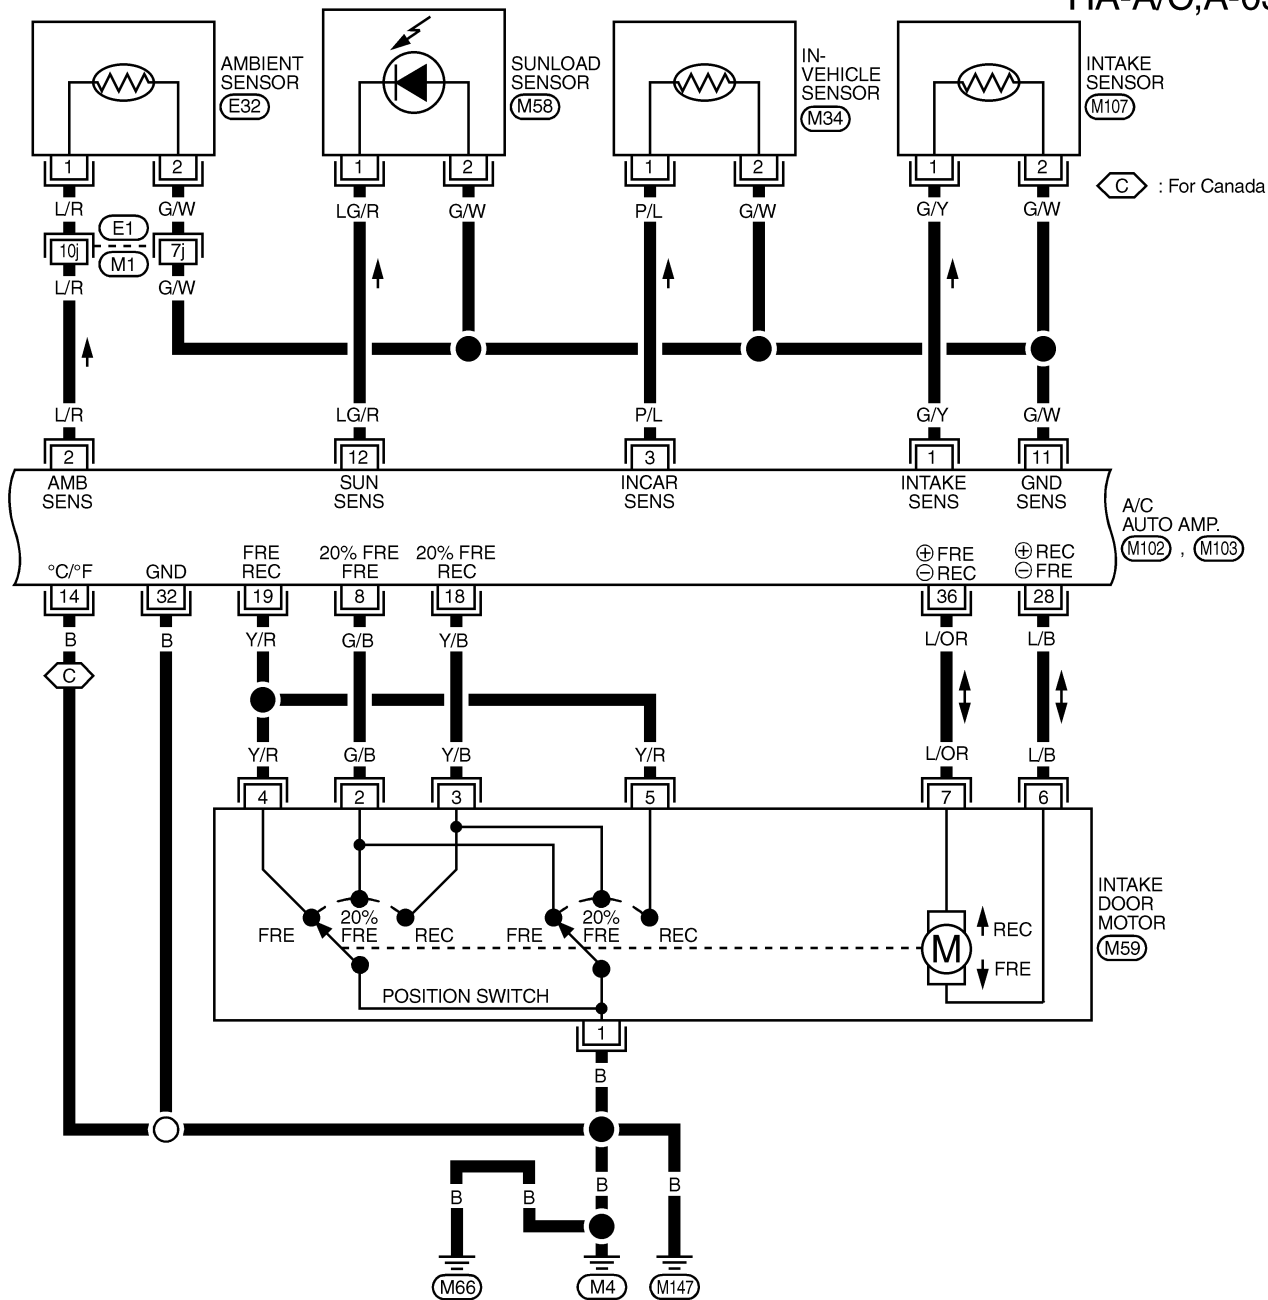 AMBIENT
SENSOR
E32
SUNLOAD
SENSOR
M58
IN-
VEHICLE
SENSOR
M34
INTAKE
SENSOR
M107
1 2 1 2 1 2 1 2
C : For Canada
L/R G/W LG/R G/W P/L G/W G/Y G/W
E1
10j 7j
M1
L/R G/W
L/R LG/R P/L G/Y G/W
2 12 3 1 11
AMB
SENS
SUN
SENS
INCAR
SENS
INTAKE
SENS
GND
SENS
A/C
AUTO AMP.
M102 , M103
°C/°F
GND
FRE
REC
20% FRE
FRE
20% FRE
REC
⊕ FRE
⊖ REC
⊕ REC
⊖ FRE
14 32 19 8 18 36 28
B B Y/R G/B Y/B L/OR L/B
C
Y/R G/B Y/B Y/R L/OR L/B
4 2 3 5 7 6
INTAKE
DOOR
MOTOR
M59
FRE
20%
FRE
REC
FRE
20%
FRE
REC
M
REC
FRE
POSITION SWITCH
1
B
B B B B
M66 M4 M147